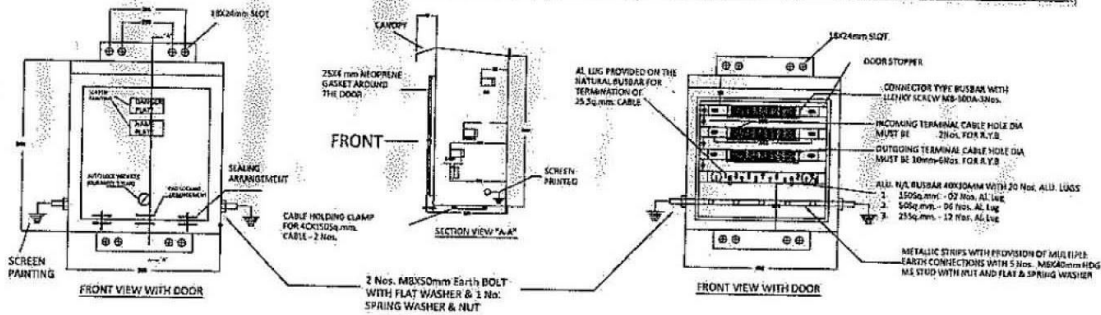 18X24mm SLOT
"A"
SCREEN
PAINTING
DANGER
PLATE
NAME
PLATE
SEALING
ARRANGEMENT
"A"
SCREEN
PAINTING
FRONT VIEW WITH DOOR
CANOPY
25X4 mm NEOPRENE
GASKET AROUND
THE DOOR
FRONT
SCREEN
PRINTED
CABLE HOLDING CLAMP
FOR 4CX150Sq.mm.
CABLE - 2 Nos.
SECTION VIEW "A-A"
2 Nos. M8X50mm Earth BOLT
WITH FLAT WASHER & 1 No.
SPRING WASHER & NUT
18X24mm SLOT
DOOR STOPPER
AL LUG PROVIDED ON THE
NATURAL BUSBAR FOR
TERMINATION OF
25 Sq.mm. CABLE
CONNECTOR TYPE BUSBAR WITH
INCOMING TERMINAL CABLE HOLE DIA
MUST BE 2Nos. FOR R.Y.B
OUTGOING TERMINAL CABLE HOLE DIA
MUST BE 10mm-6Nos. FOR R.Y.B
ALU. N/L BUSBAR 40X10MM WITH 20 Nos. ALU. LUGS
1. 150Sq.mm. - 02 Nos. AL Lug
2. 50Sq.mm. - 06 Nos. AL Lug
3. 25Sq.mm. - 12 Nos. AL Lug
METALLIC STRIPS WITH PROVISION OF MULTIPLE
EARTH CONNECTIONS WITH 5 Nos. M6X40mm HDG
MS STUD WITH NUT AND FLAT & SPRING WASHER
FRONT VIEW WITH DOOR